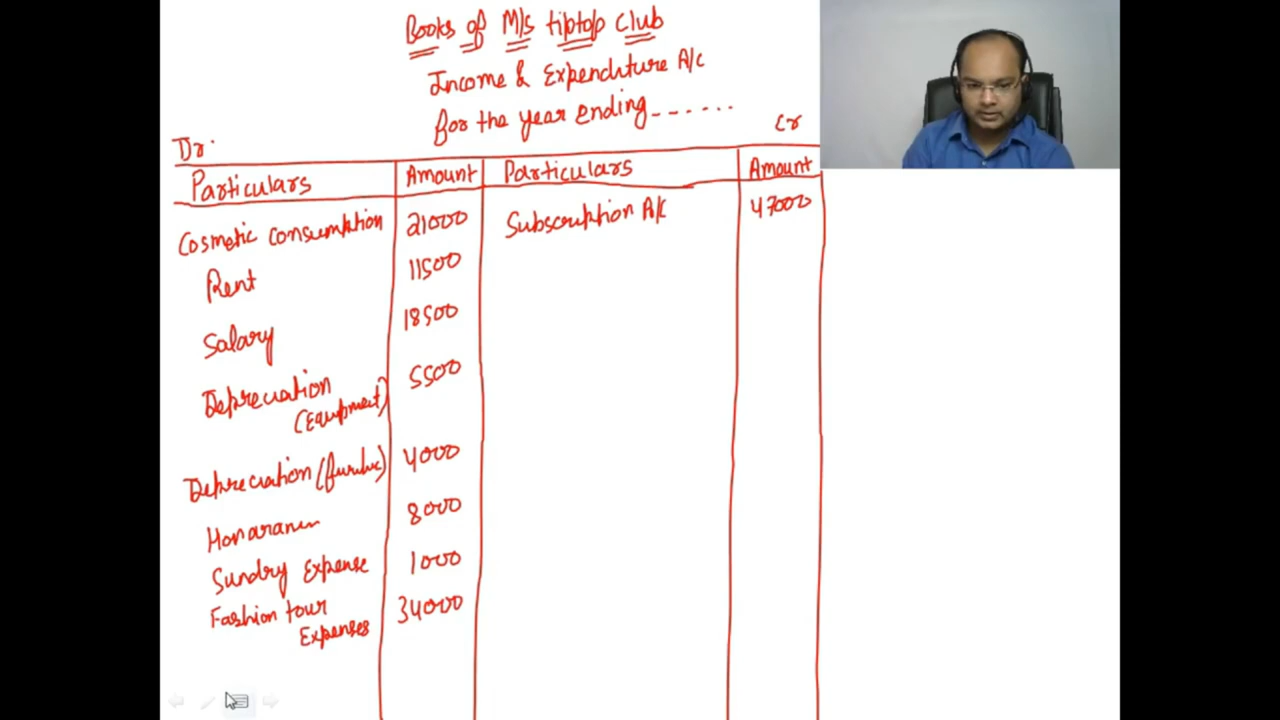 Books of M/s tiptop club
Income & Expenditure A/c
for the year ending-......
Dr. Cr
Particulars Amount Particulars Amount
Cosmetic consumption 21000 Subscription A/c 47000
Rent 11500
Salary 18500
Depreciation 5500
(Equipment)
Depreciation 4000
8000
Sundry Expense 1000
Fashion tour 34000
Expenses